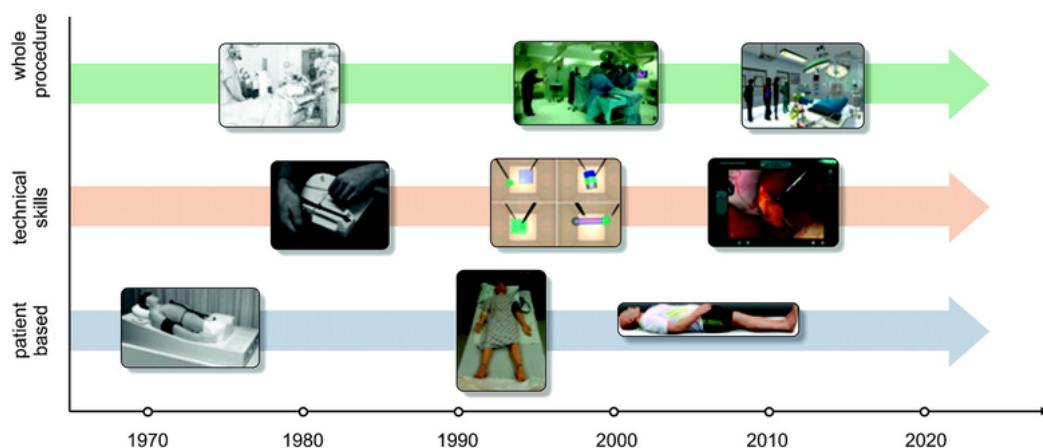 whole
procedure
technical
skills
patient
based
1970
1980
1990
2000
2010
2020